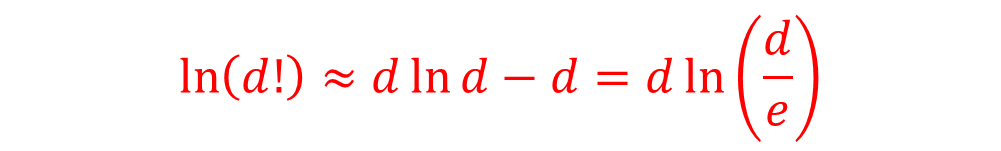 ln(d!) ≈ d ln d − d = d ln(d/e)